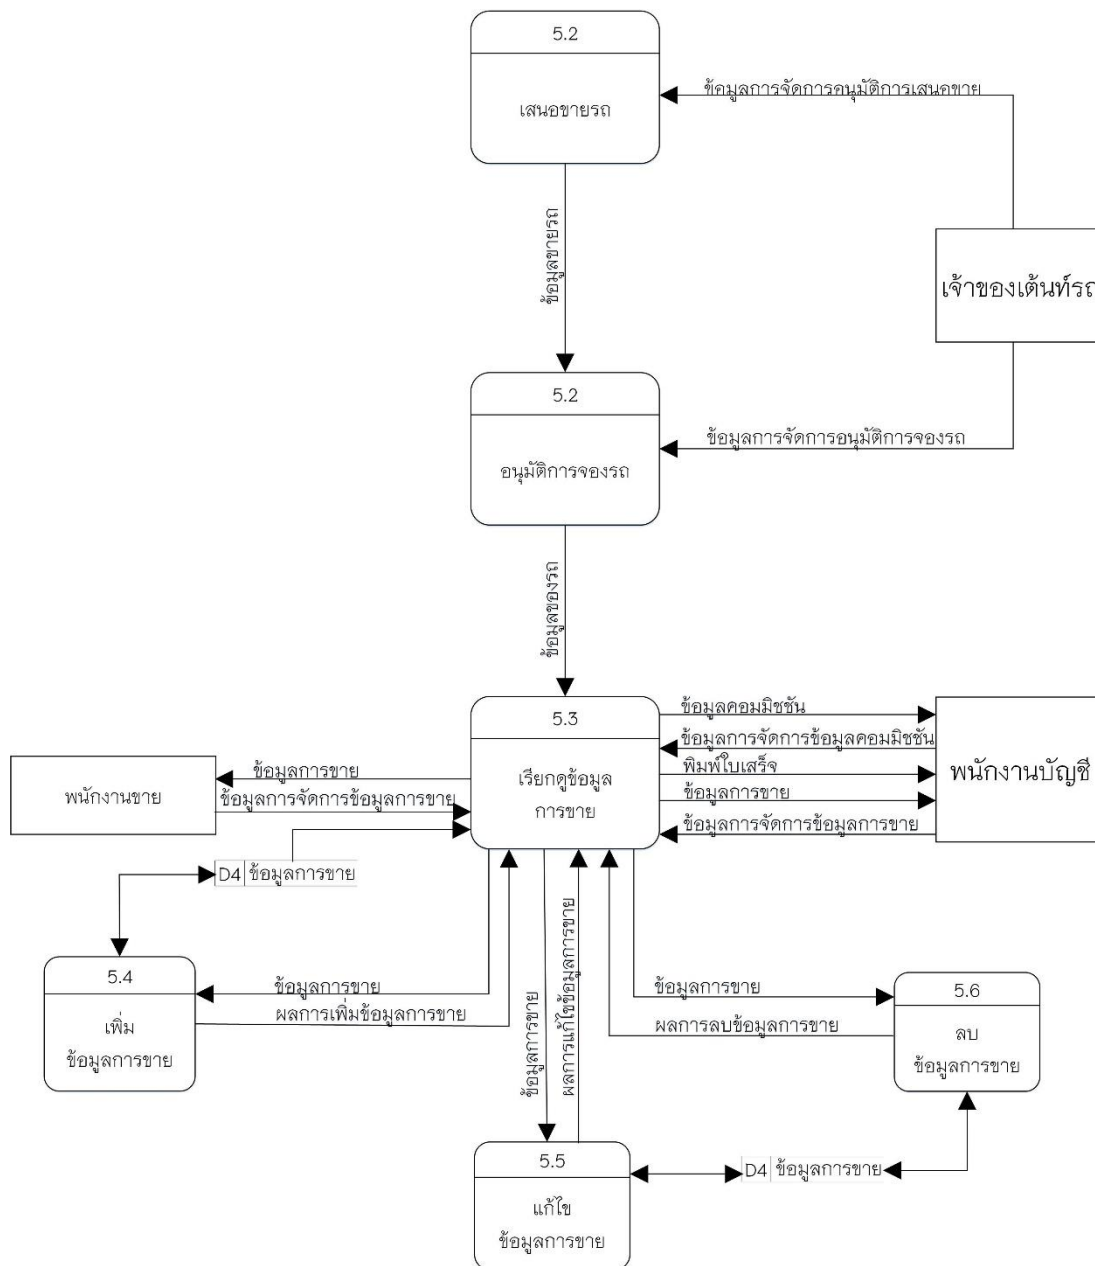 5.2
เสนอขายรถ
ข้อมูลการจัดการอนุมัติการเสนอขาย
ข้อมูลขายรถ
เจ้าของเต้นท์รถ
5.2
อนุมัติการจองรถ
ข้อมูลการจัดการอนุมัติการจองรถ
ข้อมูลของรถ
5.3
เรียกดูข้อมูล
การขาย
ข้อมูลคอมมิชชัน
ข้อมูลการจัดการข้อมูลคอมมิชชัน
พิมพ์ใบเสร็จ
ข้อมูลการขาย
ข้อมูลการจัดการข้อมูลการขาย
พนักงานบัญชี
พนักงานขาย
ข้อมูลการขาย
ข้อมูลการจัดการข้อมูลการขาย
D4 ข้อมูลการขาย
5.4
เพิ่ม
ข้อมูลการขาย
ข้อมูลการขาย
ผลการเพิ่มข้อมูลการขาย
ข้อมูลการขาย
ผลการแก้ไขข้อมูลการขาย
ข้อมูลการขาย
ผลการลบข้อมูลการขาย
5.6
ลบ
ข้อมูลการขาย
5.5
แก้ไข
ข้อมูลการขาย
D4 ข้อมูลการขาย